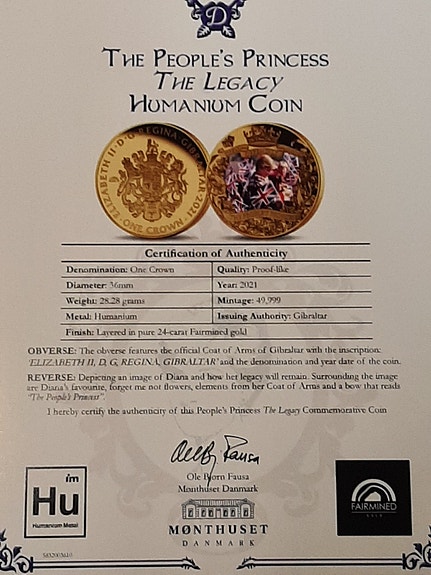 D
THE PEOPLE'S PRINCESS
THE LEGACY
HUMANIUM COIN
ELIZABETH II · D · G · REGINA · GIBRALTAR · 2021 ·
ONE CROWN
Certification of Authenticity
Denomination: One Crown Quality: Proof-like
Diameter: 36mm Year: 2021
Weight: 28.28 grams Mintage: 49,999
Metal: Humanium Issuing Authority: Gibraltar
Finish: Layered in pure 24-carat Fairmined gold
OBVERSE: The obverse features the official Coat of Arms of Gibraltar with the inscription:
'ELIZABETH II, D, G, REGINA, GIBRALTAR' and the denomination and year date of the coin.
REVERSE: Depicting an image of Diana and how her legacy will remain. Surrounding the image
are Diana's favourite, forget me not flowers, elements from her Coat of Arms and a bow that reads
"The People's Princess".
I hereby certify the authenticity of this People's Princess The Legacy Commemorative Coin
Ole Bjørn Fausa
Mønthuset Danmark
MØNTHUSET
DANMARK
im
Hu
Humanium Metal
FAIRMINED
GOLD